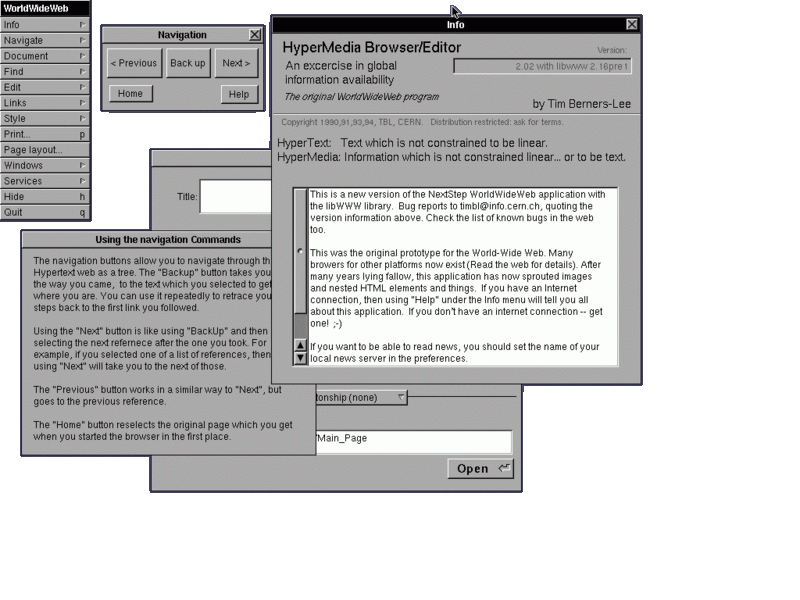 WorldWideWeb
Info
Navigate
Document
Find
Edit
Links
Style
Print... p
Page layout...
Windows
Services
Hide h
Quit q
Navigation
< Previous
Back up
Next >
Home
Help
Info
HyperMedia Browser/Editor
An excercise in global
information availability
Version:
2.02 with libwww 2.16pre1
The original WorldWideWeb program
by Tim Berners-Lee
Copyright 1990,91,93,94, TBL, CERN. Distribution restricted: ask for terms.
HyperText: Text which is not constrained to be linear.
HyperMedia: Information which is not constrained linear... or to be text.
This is a new version of the NextStep WorldWideWeb application with
the libWWW library. Bug reports to timbl@info.cern.ch, quoting the
version information above. Check the list of known bugs in the web
too.
This was the original prototype for the World-Wide Web. Many
browers for other platforms now exist (Read the web for details). After
many years lying fallow, this application has now sprouted images
and nested HTML elements and things. If you have an Internet
connection, then using "Help" under the Info menu will tell you all
about this application. If you don't have an internet connection -- get
one! ;-)
If you want to be able to read news, you should set the name of your
local news server in the preferences.
Title:
Using the navigation Commands
The navigation buttons allow you to navigate through th
Hypertext web as a tree. The "Backup" button takes you
the way you came, to the text which you selected to get
where you are. You can use it repeatedly to retrace you
steps back to the first link you followed.
Using the "Next" button is like using "BackUp" and then
selecting the next refernece after the one you took. For
example, if you selected one of a list of references, then
using "Next" will take you to the next of those.
The "Previous" button works in a similar way to "Next", but
goes to the previous reference.
The "Home" button reselects the original page which you get
when you started the browser in the first place.
tonship (none)
/Main_Page
Open